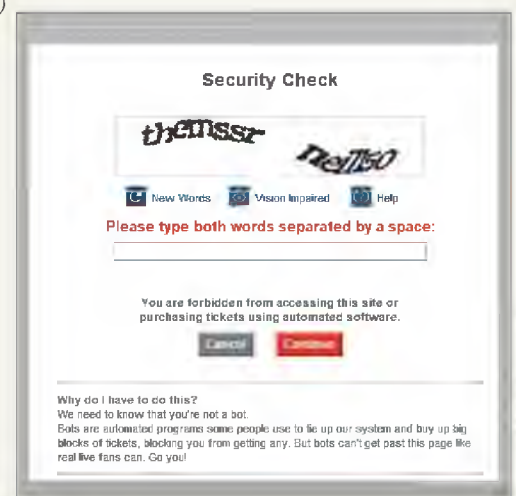 )
Security Check
themssr
New Words Vision Impaired Help
Please type both words separated by a space:
You are forbidden from accessing this site or
purchasing tickets using automated software.
Cancel Continue
Why do I have to do this?
We need to know that you're not a bot.
Bots are automated programs some people use to tie up our system and buy up big
blocks of tickets, blocking you from getting any. But bots can't get past this page like
real live fans can. Go you!